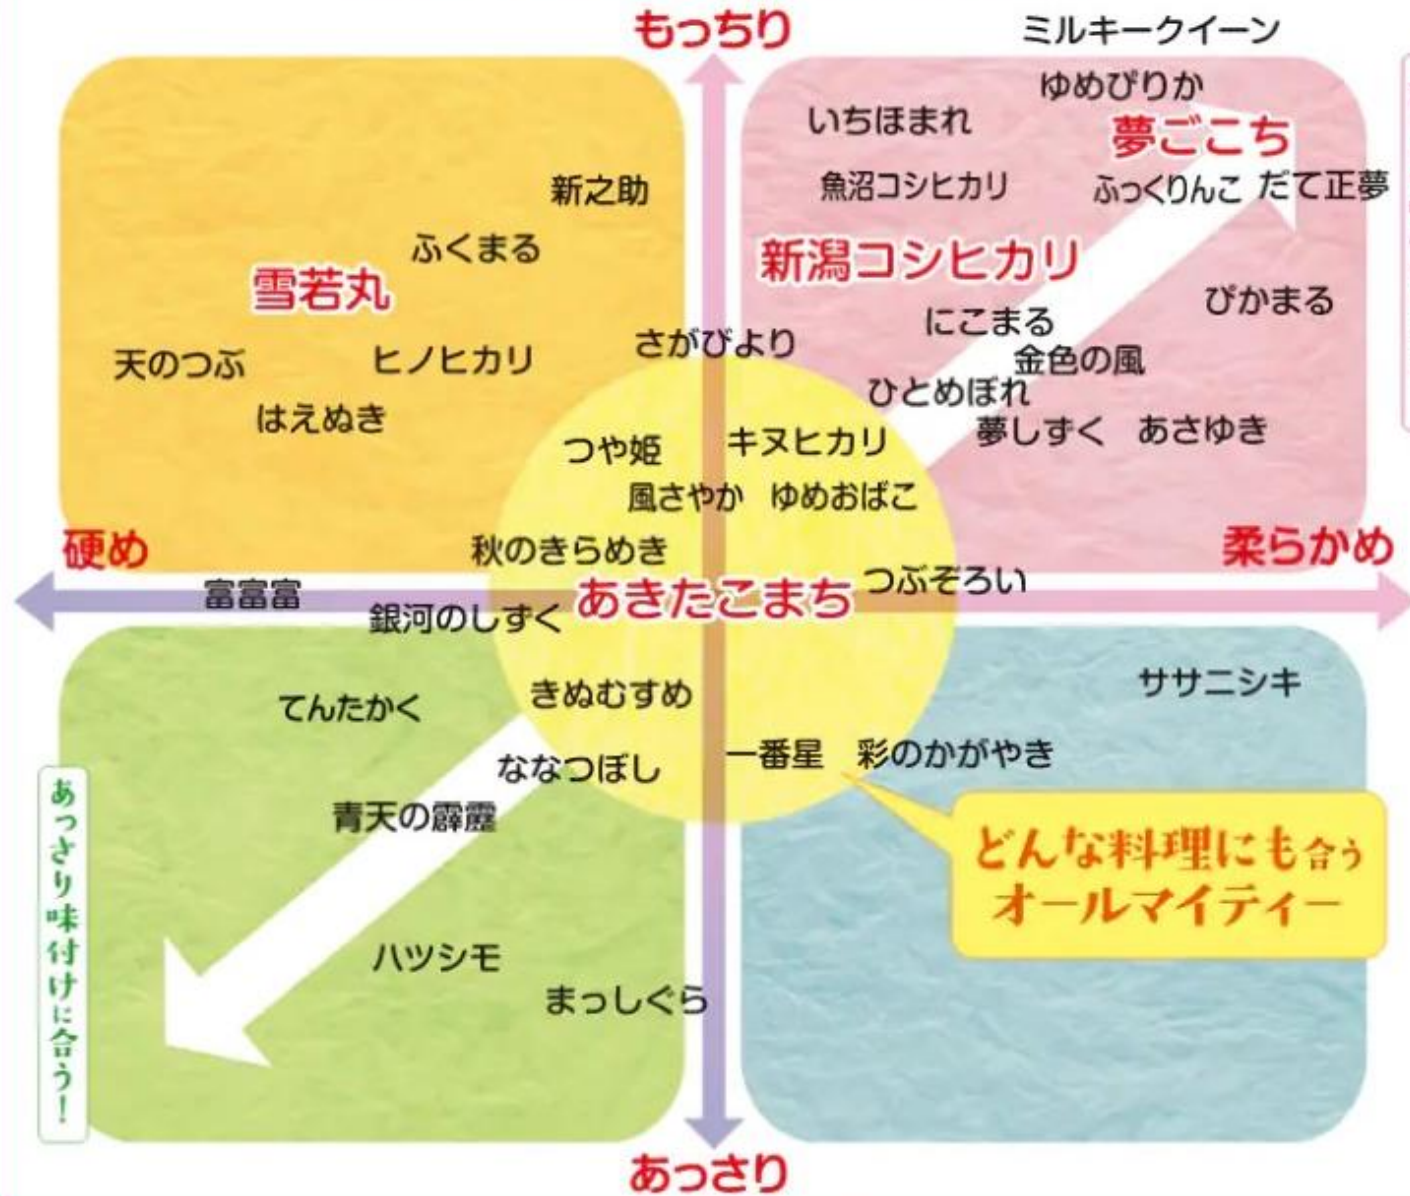 もっちり
ミルキークイーン
ゆめぴりか
いちほまれ
夢ごこち
新之助
魚沼コシヒカリ
ふっくりんこ
だて正夢
ふくまる
新潟コシヒカリ
雪若丸
ぴかまる
にこまる
さがびより
天のつぶ
ヒノヒカリ
金色の風
ひとめぼれ
はえぬき
夢しずく
あさゆき
つや姫
キヌヒカリ
風さやか
ゆめおばこ
硬め
秋のきらめき
柔らかめ
つぶぞろい
富富富
あきたこまち
銀河のしずく
ササニシキ
きぬむすめ
てんたかく
一番星
彩のかがやき
ななつぼし
青天の霹靂
どんな料理にも合う
オールマイティー
あっさり味付けに合う!
ハツシモ
まっしぐら
あっさり